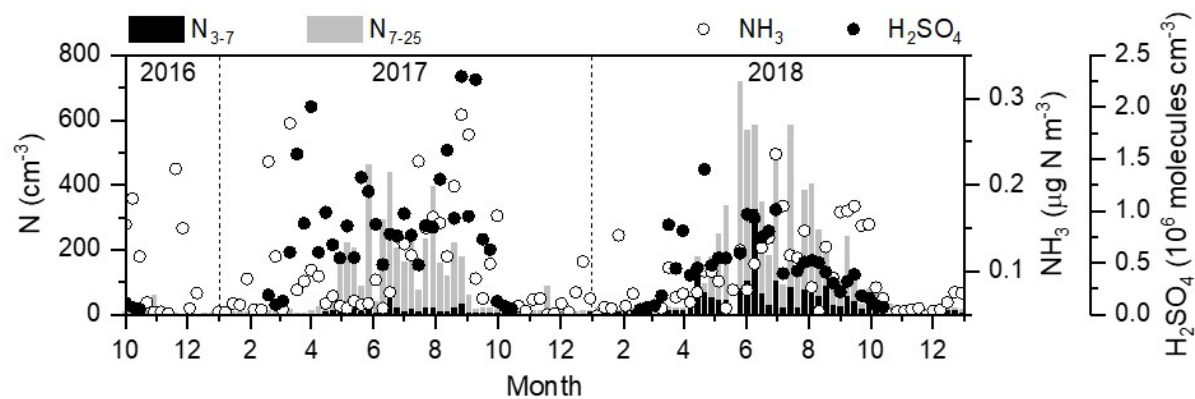 N₃₋₇ N₇₋₂₅ NH₃ H₂SO₄
2016 2017 2018
N (cm⁻³)
800
600
400
200
0
NH₃ (μg N m⁻³)
0.3
0.2
0.1
H₂SO₄ (10⁶ molecules cm⁻³)
2.5
2.0
1.5
1.0
0.5
0.0
10 12 2 4 6 8 10 12 2 4 6 8 10 12
Month